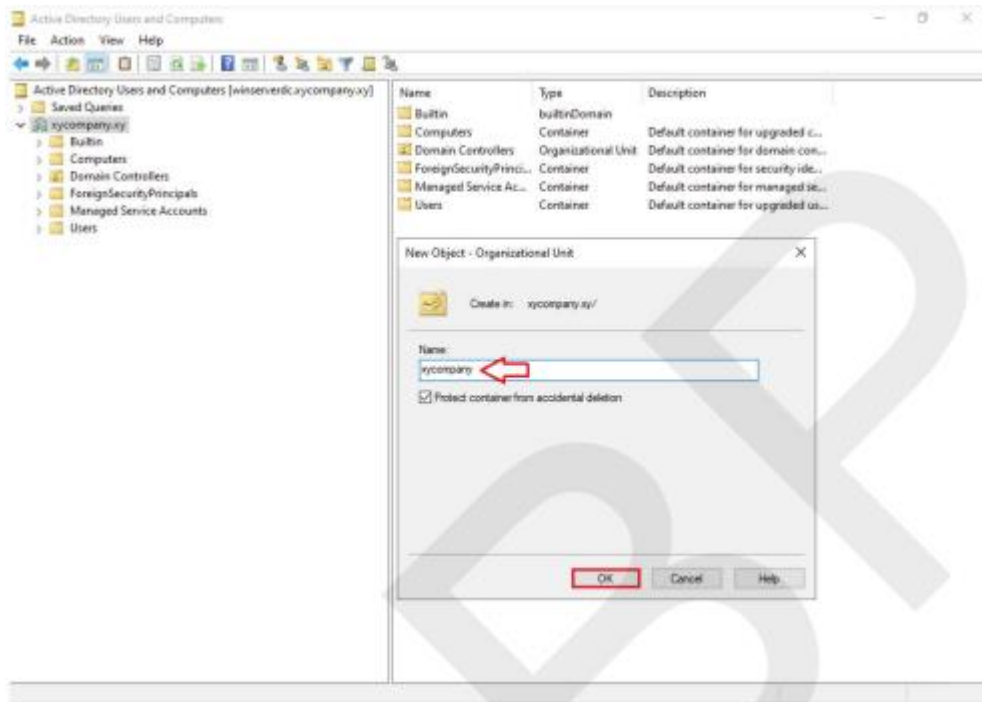 Active Directory Users and Computers
File Action View Help
Active Directory Users and Computers [winserverdc.xycompany.xy]
Saved Queries
xycompany.xy
Builtin
Computers
Domain Controllers
ForeignSecurityPrincipals
Managed Service Accounts
Users
Name Type Description
Builtin builtinDomain
Computers Container Default container for upgraded c...
Domain Controllers Organizational Unit Default container for domain con...
ForeignSecurityPrinci... Container Default container for security ide...
Managed Service Ac... Container Default container for managed se...
Users Container Default container for upgraded us...
New Object - Organizational Unit
Create in: xycompany.xy/
Name:
xycompany
Protect container from accidental deletion
OK Cancel Help
BP